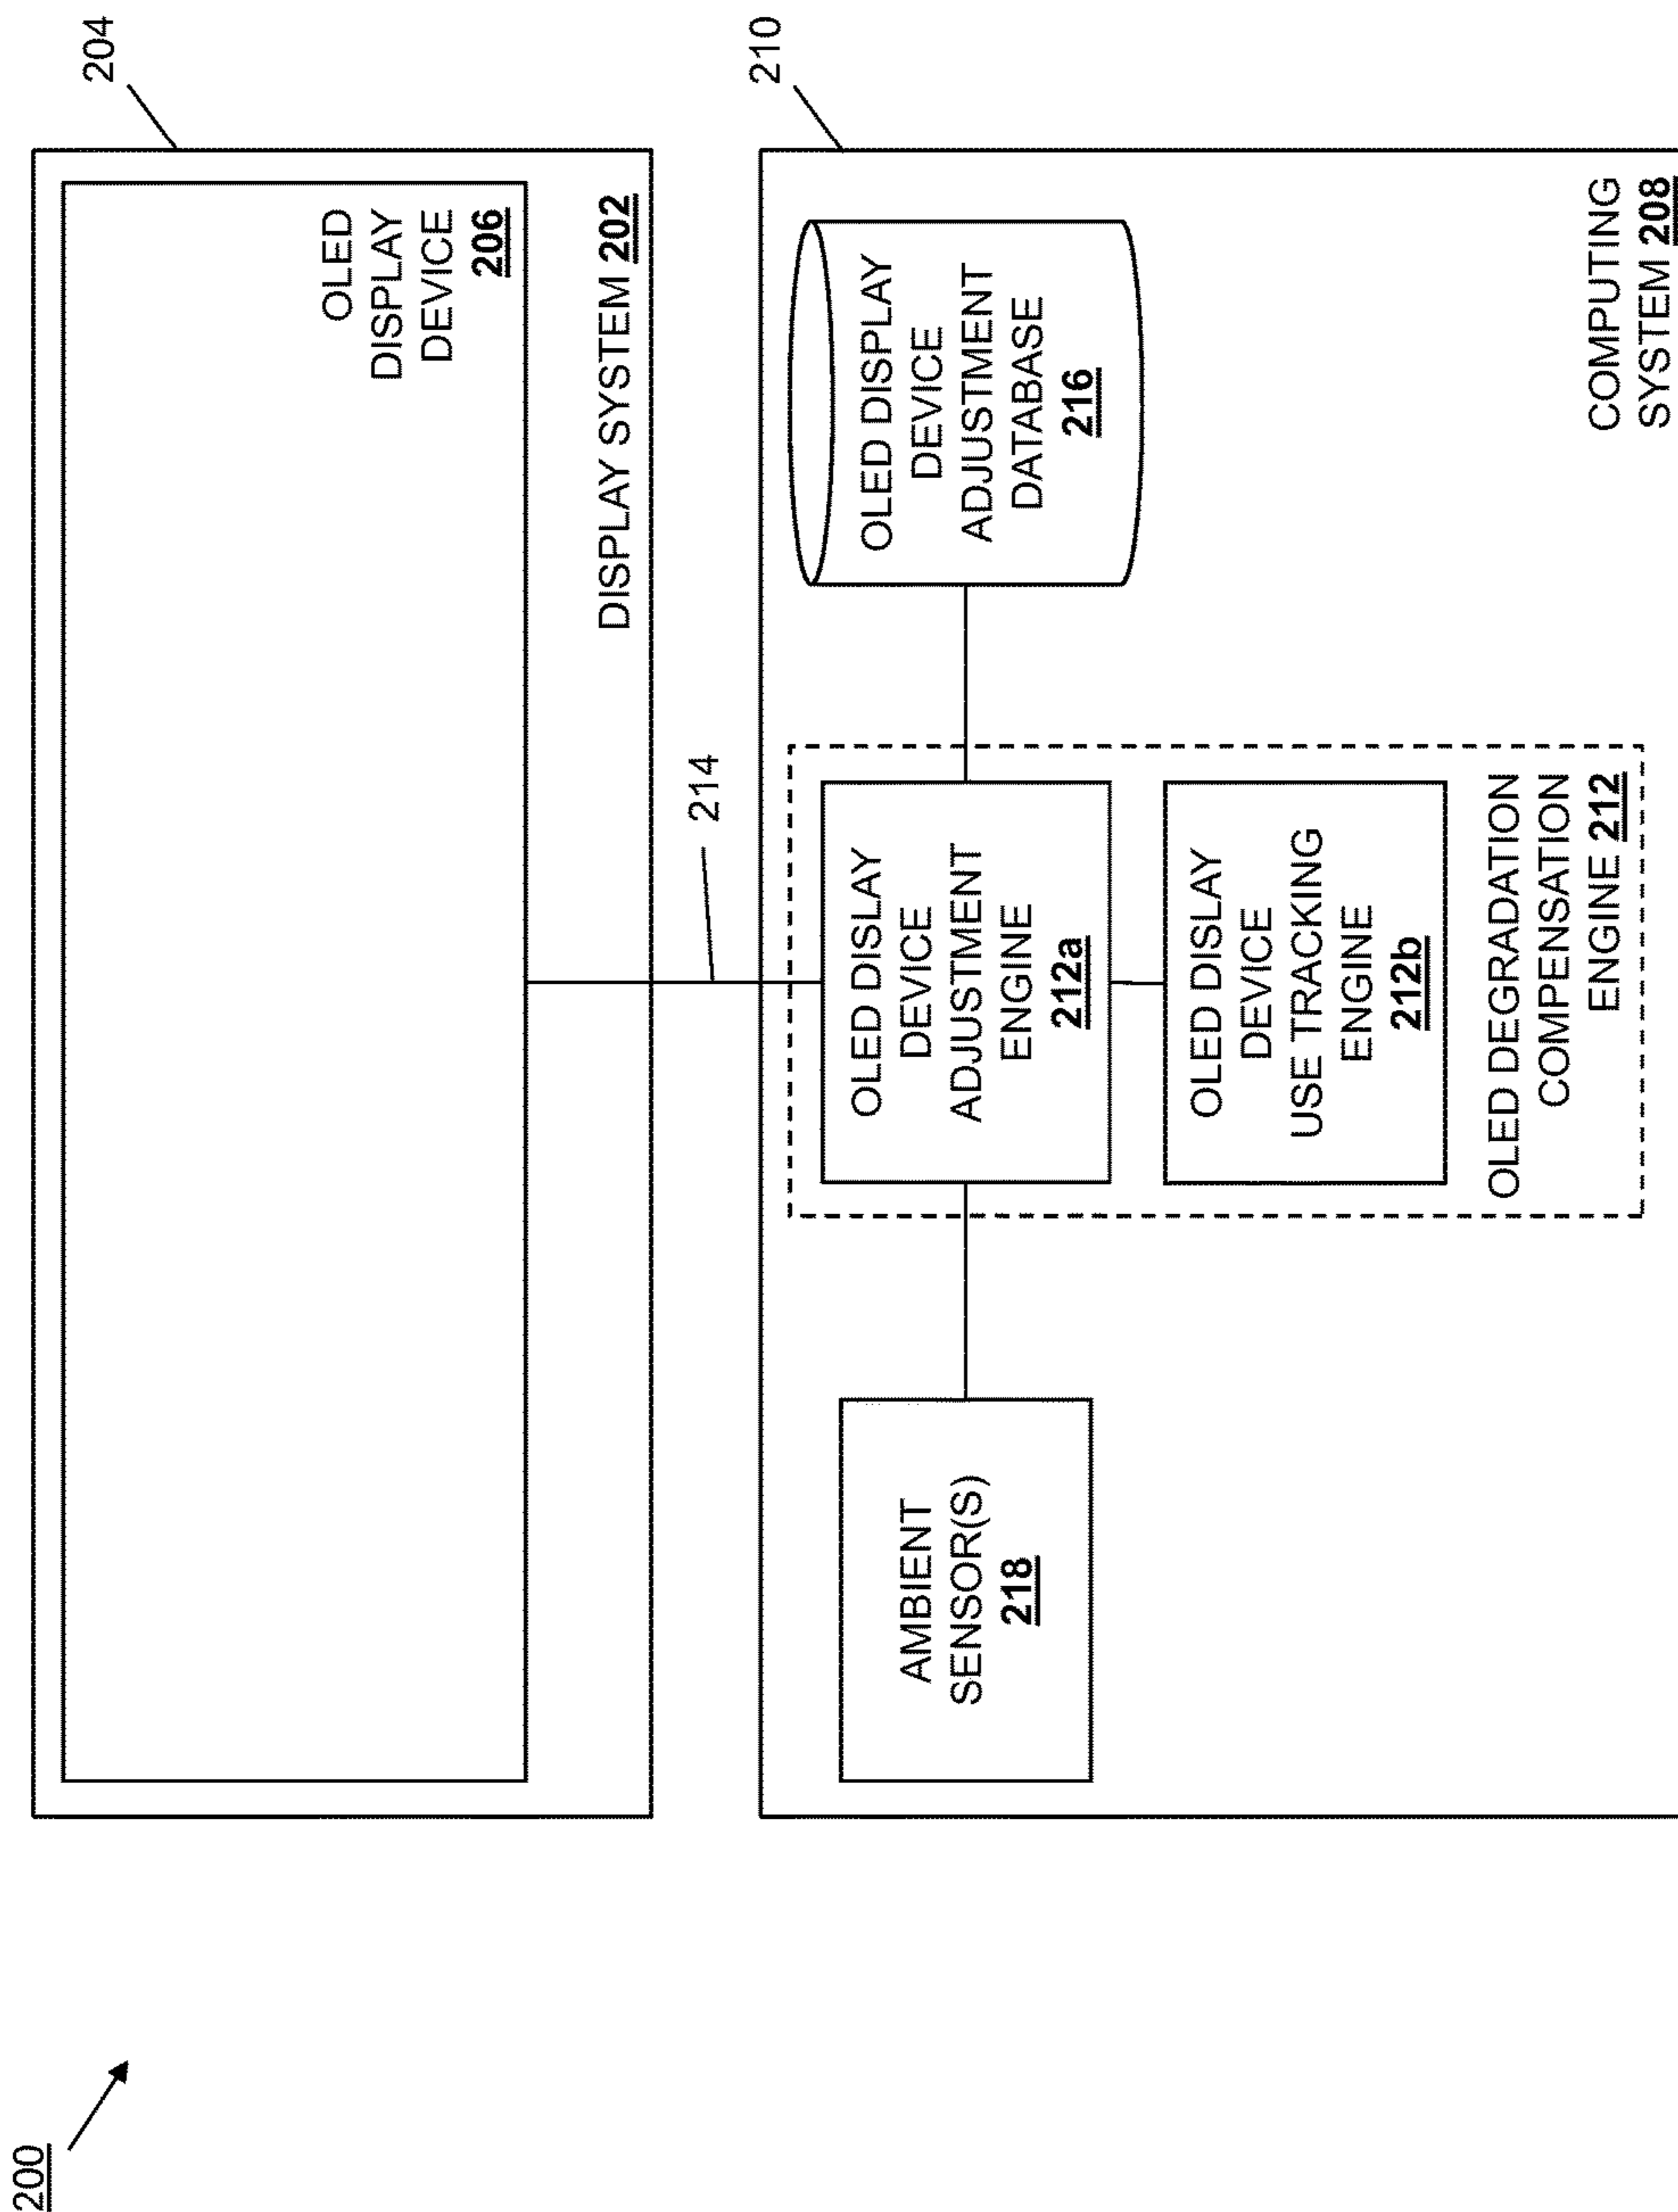 200
204
OLED
DISPLAY
DEVICE
206
DISPLAY SYSTEM 202
214
210
AMBIENT
SENSOR(S)
218
OLED DISPLAY
DEVICE
ADJUSTMENT
ENGINE
212a
OLED DISPLAY
DEVICE
USE TRACKING
ENGINE
212b
OLED DEGRADATION
COMPENSATION
ENGINE 212
OLED DISPLAY
DEVICE
ADJUSTMENT
DATABASE
216
COMPUTING
SYSTEM 208